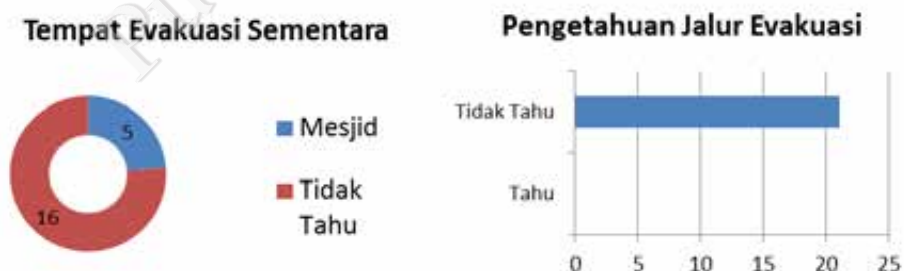 Tempat Evakuasi Sementara
5
16
Mesjid
Tidak
Tahu
Pengetahuan Jalur Evakuasi
Tidak Tahu
Tahu
0 5 10 15 20 25